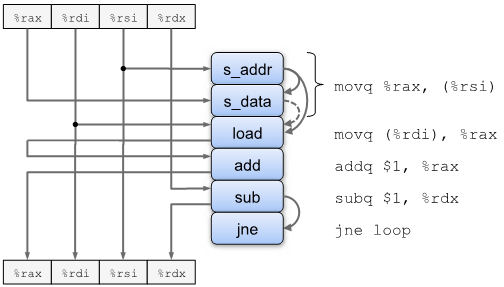 %rax %rdi %rsi %rdx
s_addr
s_data
movq %rax, (%rsi)
load movq (%rdi), %rax
add addq $1, %rax
sub subq $1, %rdx
jne jne loop
%rax %rdi %rsi %rdx